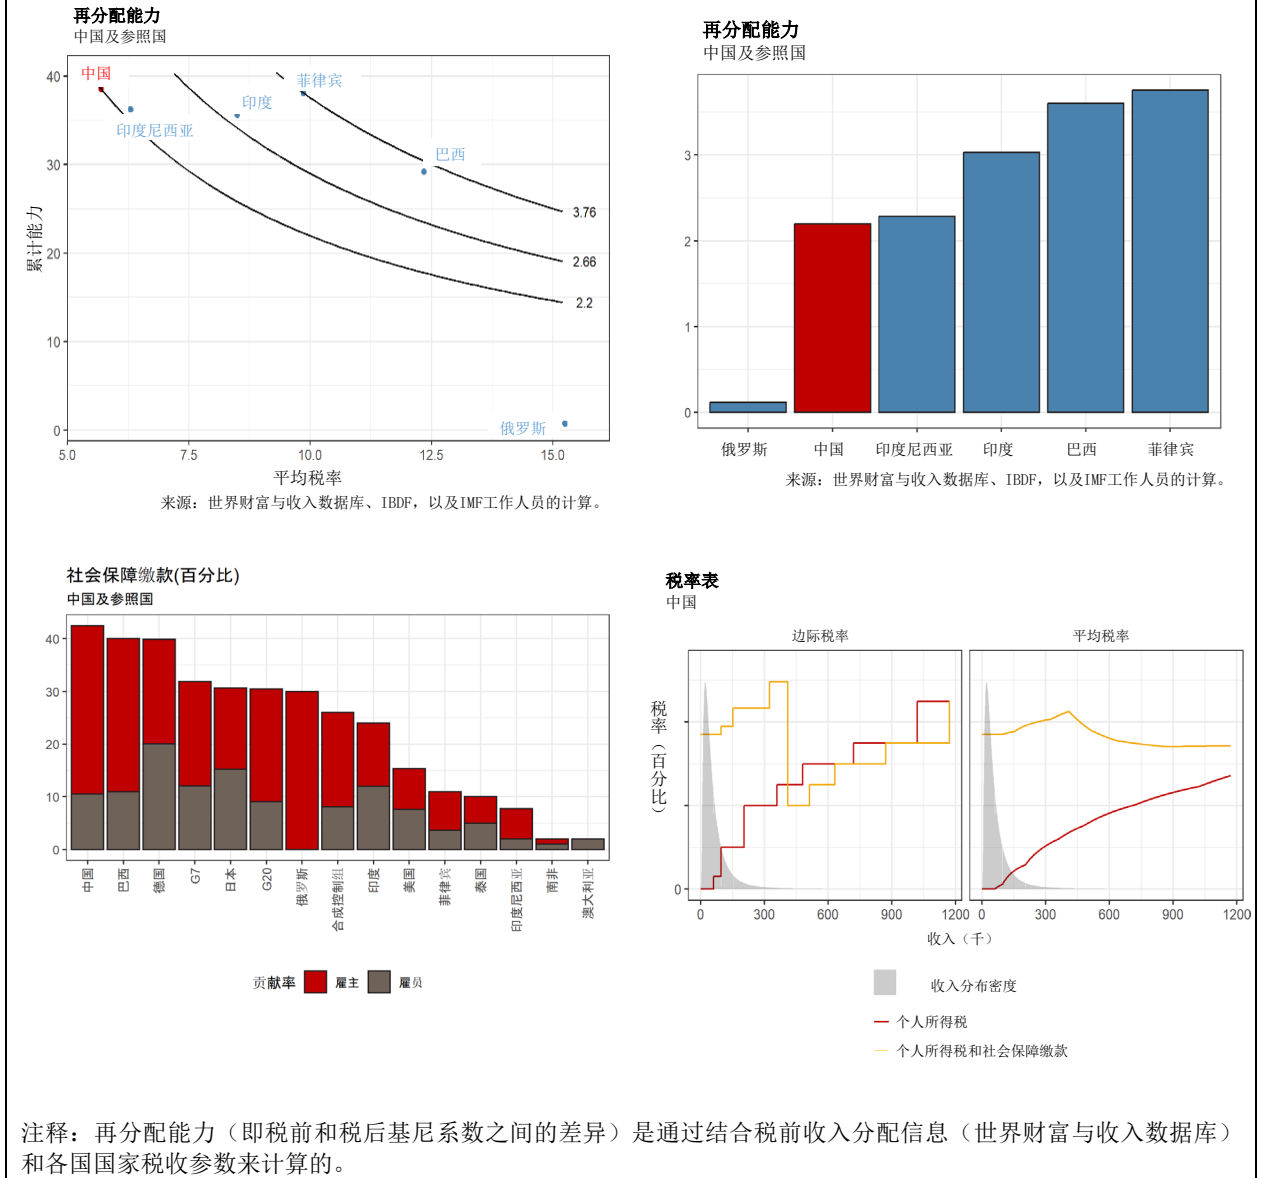 再分配能力
中国及参照国
40
30
20
10
0
累计能力
中国
印度尼西亚
印度
菲律宾
巴西
俄罗斯
3.76
2.66
2.2
5.0 7.5 10.0 12.5 15.0
平均税率
来源：世界财富与收入数据库、IBDF，以及IMF工作人员的计算。
再分配能力
中国及参照国
3
2
1
0
俄罗斯 中国 印度尼西亚 印度 巴西 菲律宾
来源：世界财富与收入数据库、IBDF，以及IMF工作人员的计算。
社会保障缴款(百分比)
中国及参照国
40
30
20
10
0
中国 巴西 德国 G7 日本 G20 俄罗斯 合成控制组 印度 美国 菲律宾 泰国 印度尼西亚 南非 澳大利亚
贡献率 雇主 雇员
税率表
中国
边际税率 平均税率
税率（百分比）
0
0 300 600 900 1200 0 300 600 900 1200
收入（千）
收入分布密度
个人所得税
个人所得税和社会保障缴款
注释：再分配能力（即税前和税后基尼系数之间的差异）是通过结合税前收入分配信息（世界财富与收入数据库）
和各国国家税收参数来计算的。